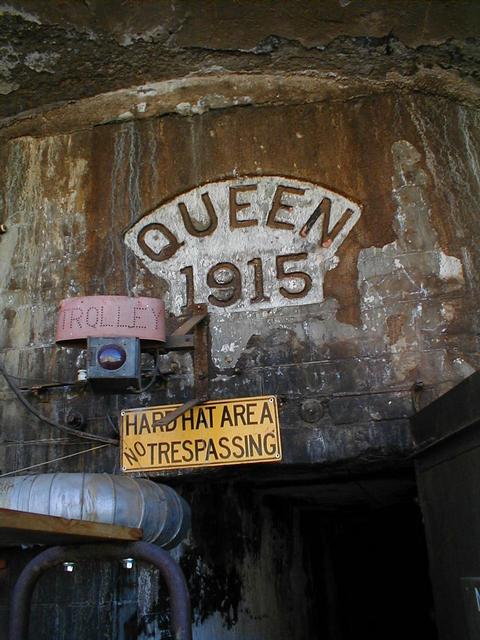 QUEEN
1915
TROLLEY
HARD HAT AREA
NO TRESPASSING